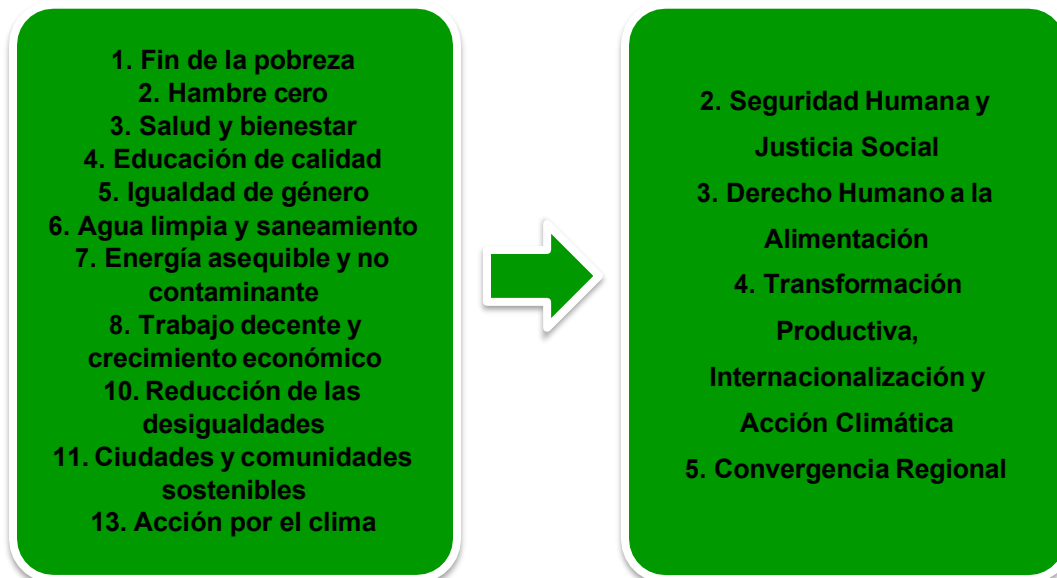 1. Fin de la pobreza
2. Hambre cero
3. Salud y bienestar
4. Educación de calidad
5. Igualdad de género
6. Agua limpia y saneamiento
7. Energía asequible y no
contaminante
8. Trabajo decente y
crecimiento económico
10. Reducción de las
desigualdades
11. Ciudades y comunidades
sostenibles
13. Acción por el clima
2. Seguridad Humana y
Justicia Social
3. Derecho Humano a la
Alimentación
4. Transformación
Productiva,
Internacionalización y
Acción Climática
5. Convergencia Regional